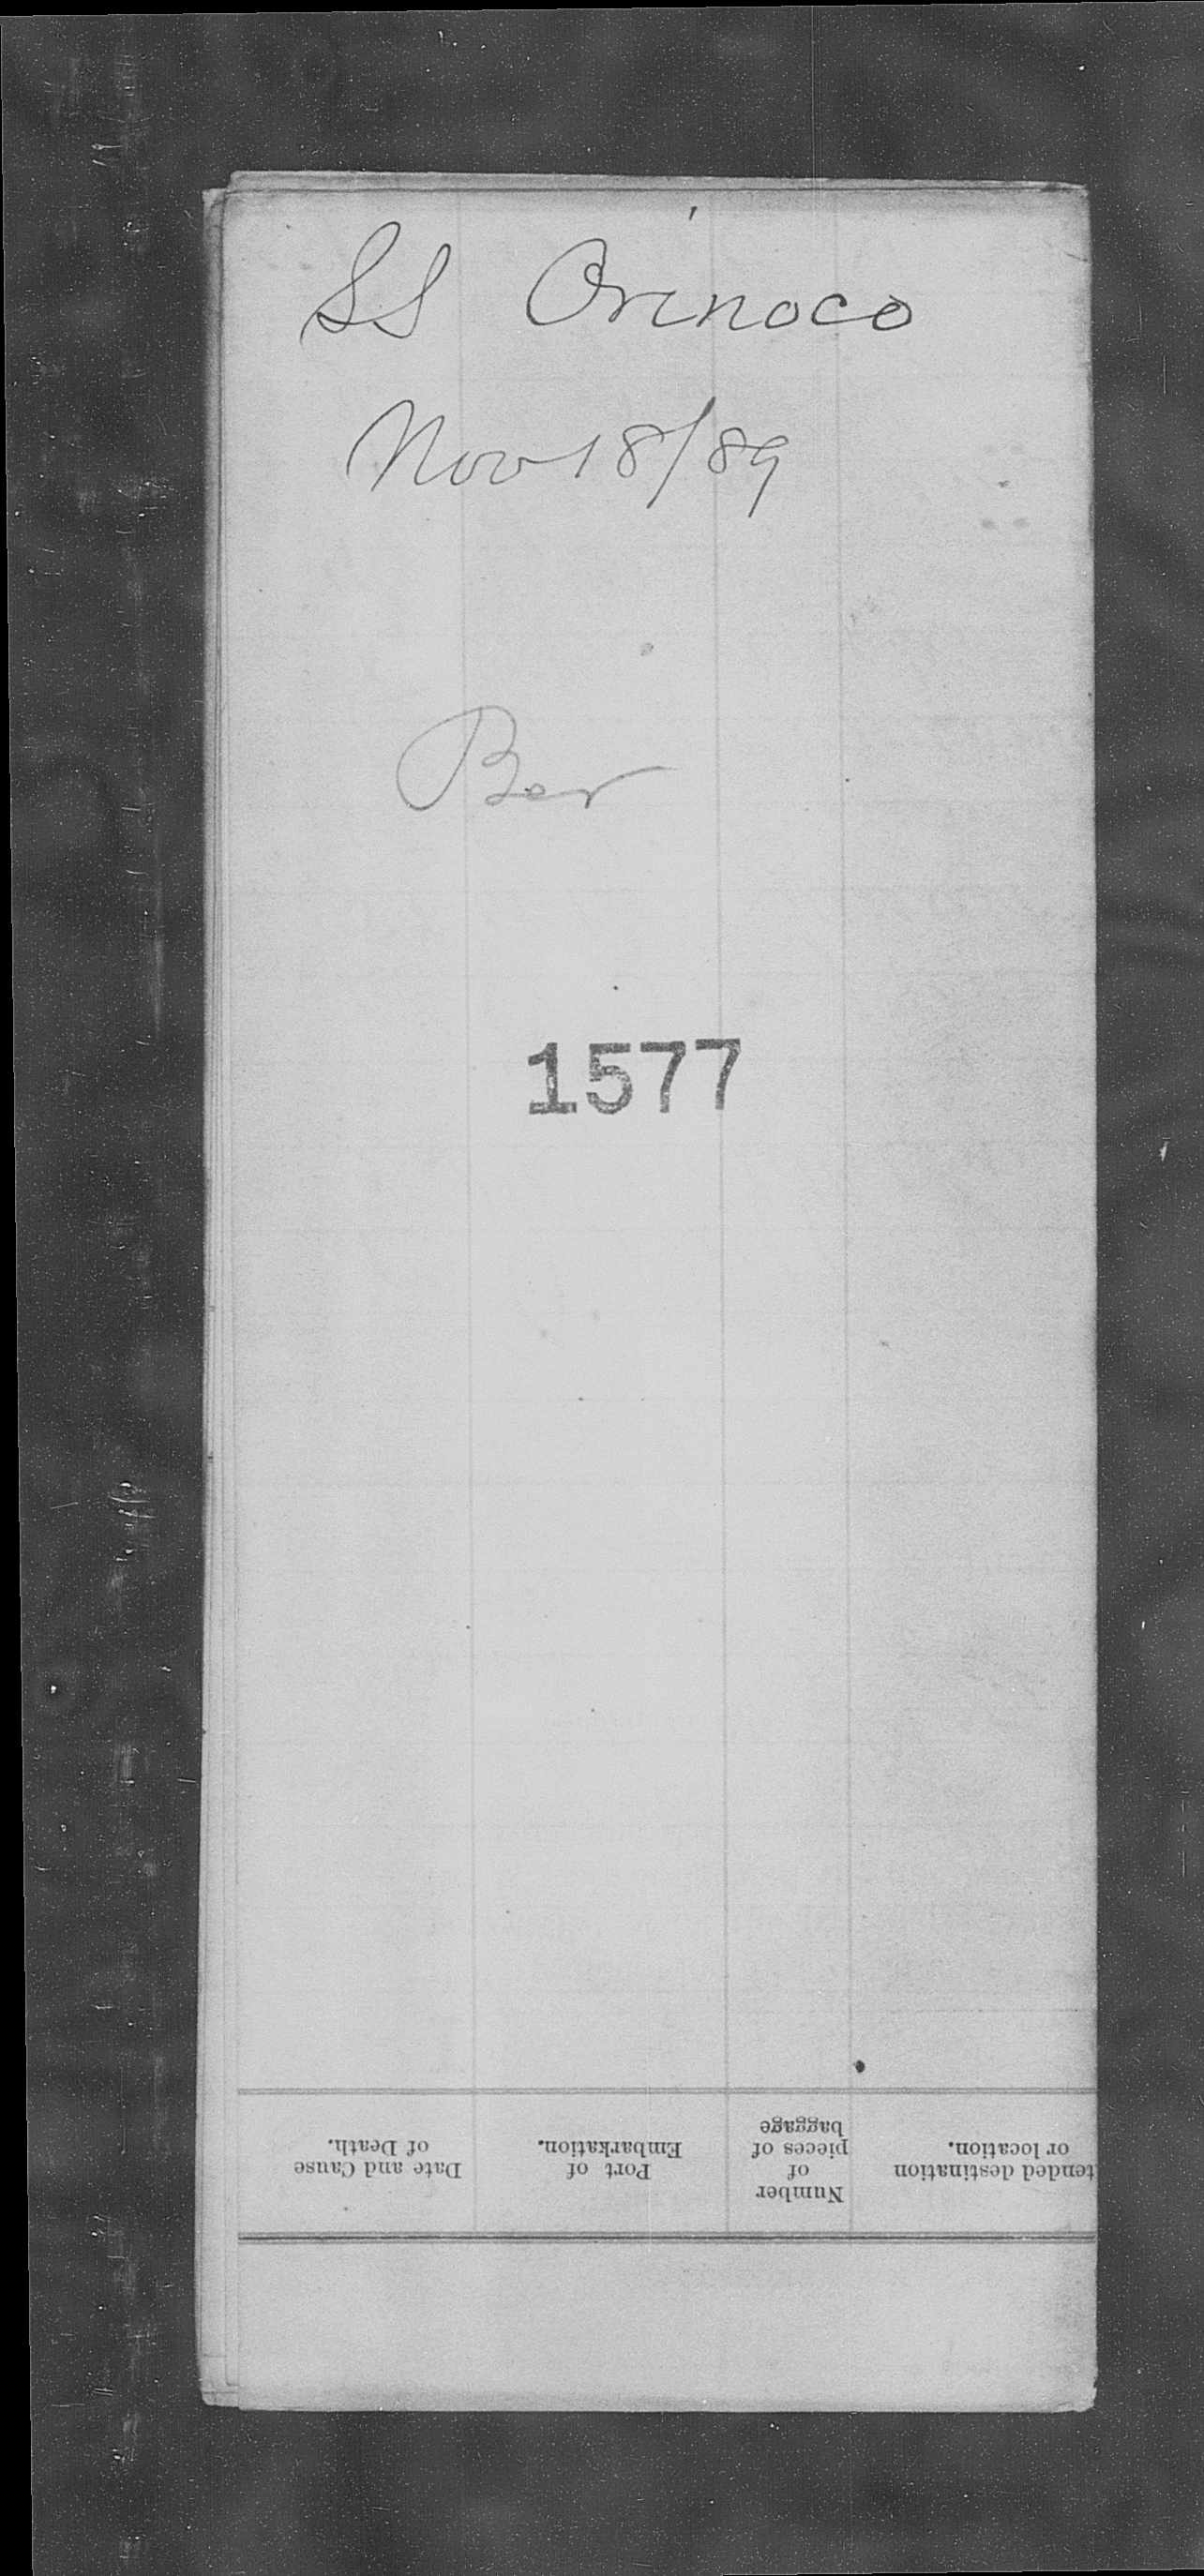 SS Orinoco
Nov 18/89
Ber
1577
tended destination
or location.
Number
of
pieces of
baggage
Port of
Embarkation.
Date and Cause
of Death.